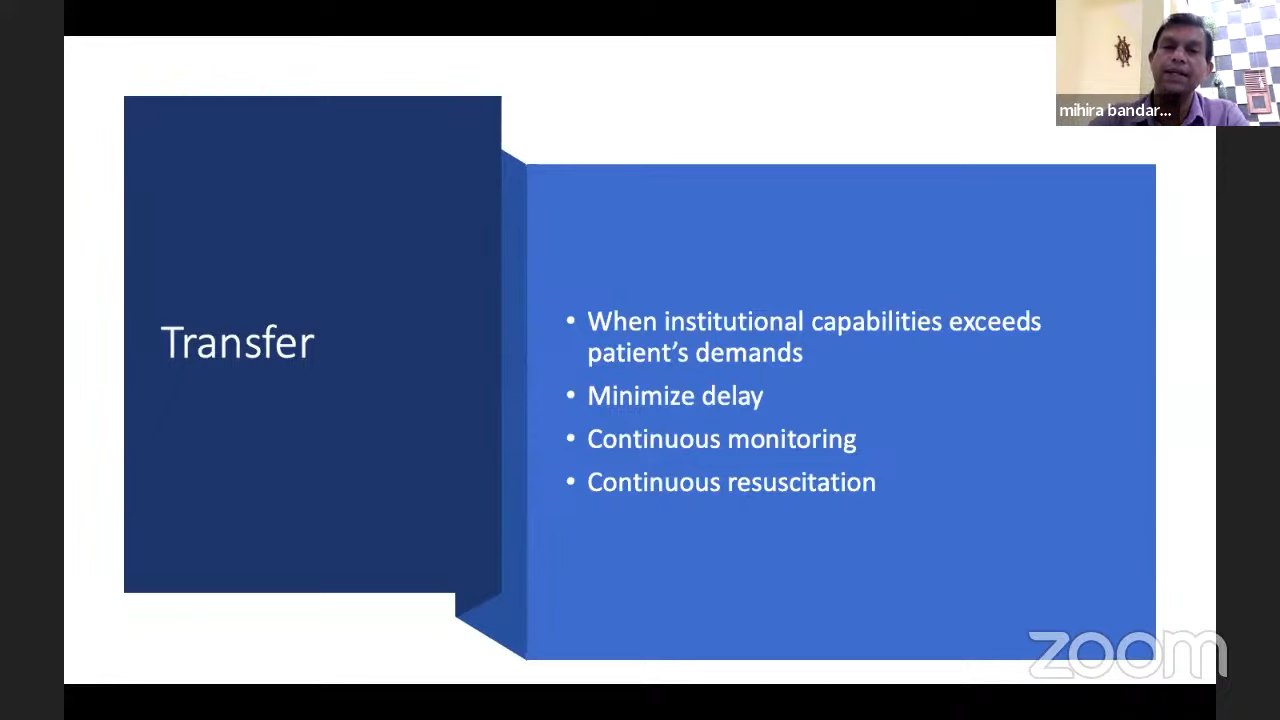 mihira bandar...
Transfer
• When institutional capabilities exceeds
patient's demands
• Minimize delay
• Continuous monitoring
• Continuous resuscitation
zoom